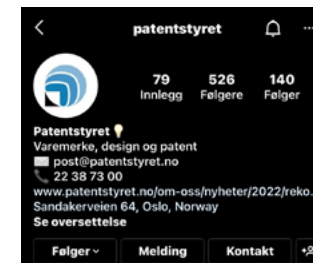 patentstyret
79 526 140
Innlegg Følgere Følger
Patentstyret
Varemerke, design og patent
post@patentstyret.no
22 38 73 00
www.patentstyret.no/om-oss/nyheter/2022/reko.
Sandakerveien 64, Oslo, Norway
Se oversettelse
Følger Melding Kontakt